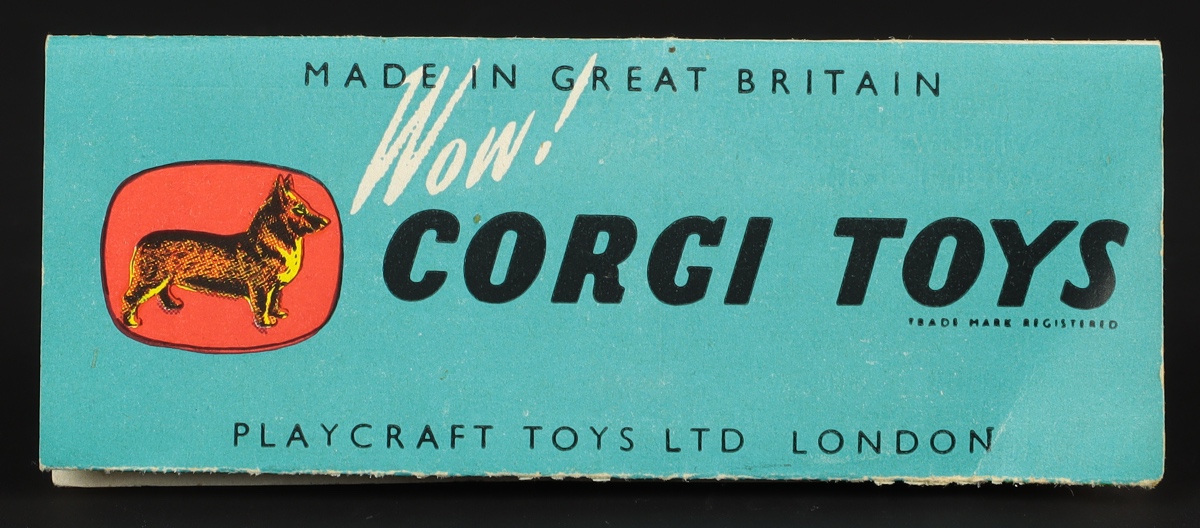 MADE IN GREAT BRITAIN
Wow!
CORGI TOYS
TRADE MARK REGISTERED
PLAYCRAFT TOYS LTD LONDON